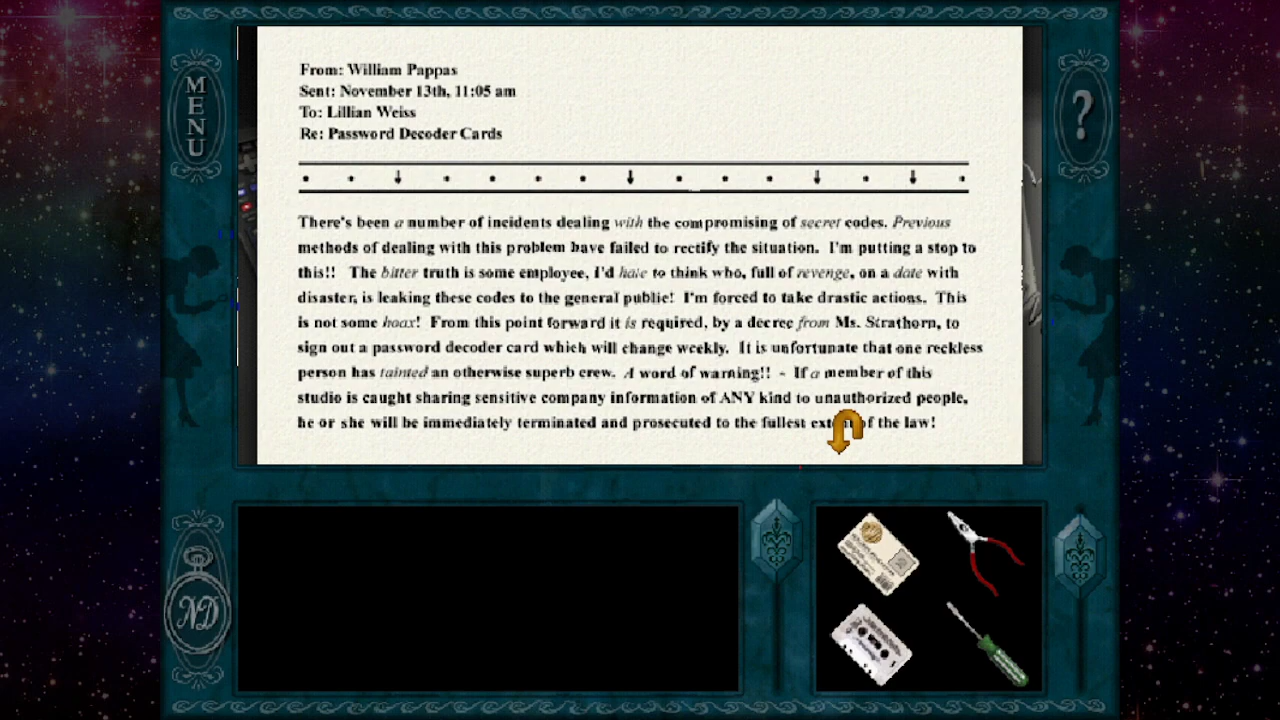 MENU
?
From: William Pappas
Sent: November 13th, 11:05 am
To: Lillian Weiss
Re: Password Decoder Cards
There's been a number of incidents dealing with the compromising of secret codes. Previous
methods of dealing with this problem have failed to rectify the situation. I'm putting a stop to
this!! The bitter truth is some employee, I'd hate to think who, full of revenge, on a date with
disaster, is leaking these codes to the general public! I'm forced to take drastic actions. This
is not some hoax! From this point forward it is required, by a decree from Ms. Strathorn, to
sign out a password decoder card which will change weekly. It is unfortunate that one reckless
person has tainted an otherwise superb crew. A word of warning!! - If a member of this
studio is caught sharing sensitive company information of ANY kind to unauthorized people,
he or she will be immediately terminated and prosecuted to the fullest extent of the law!
ND